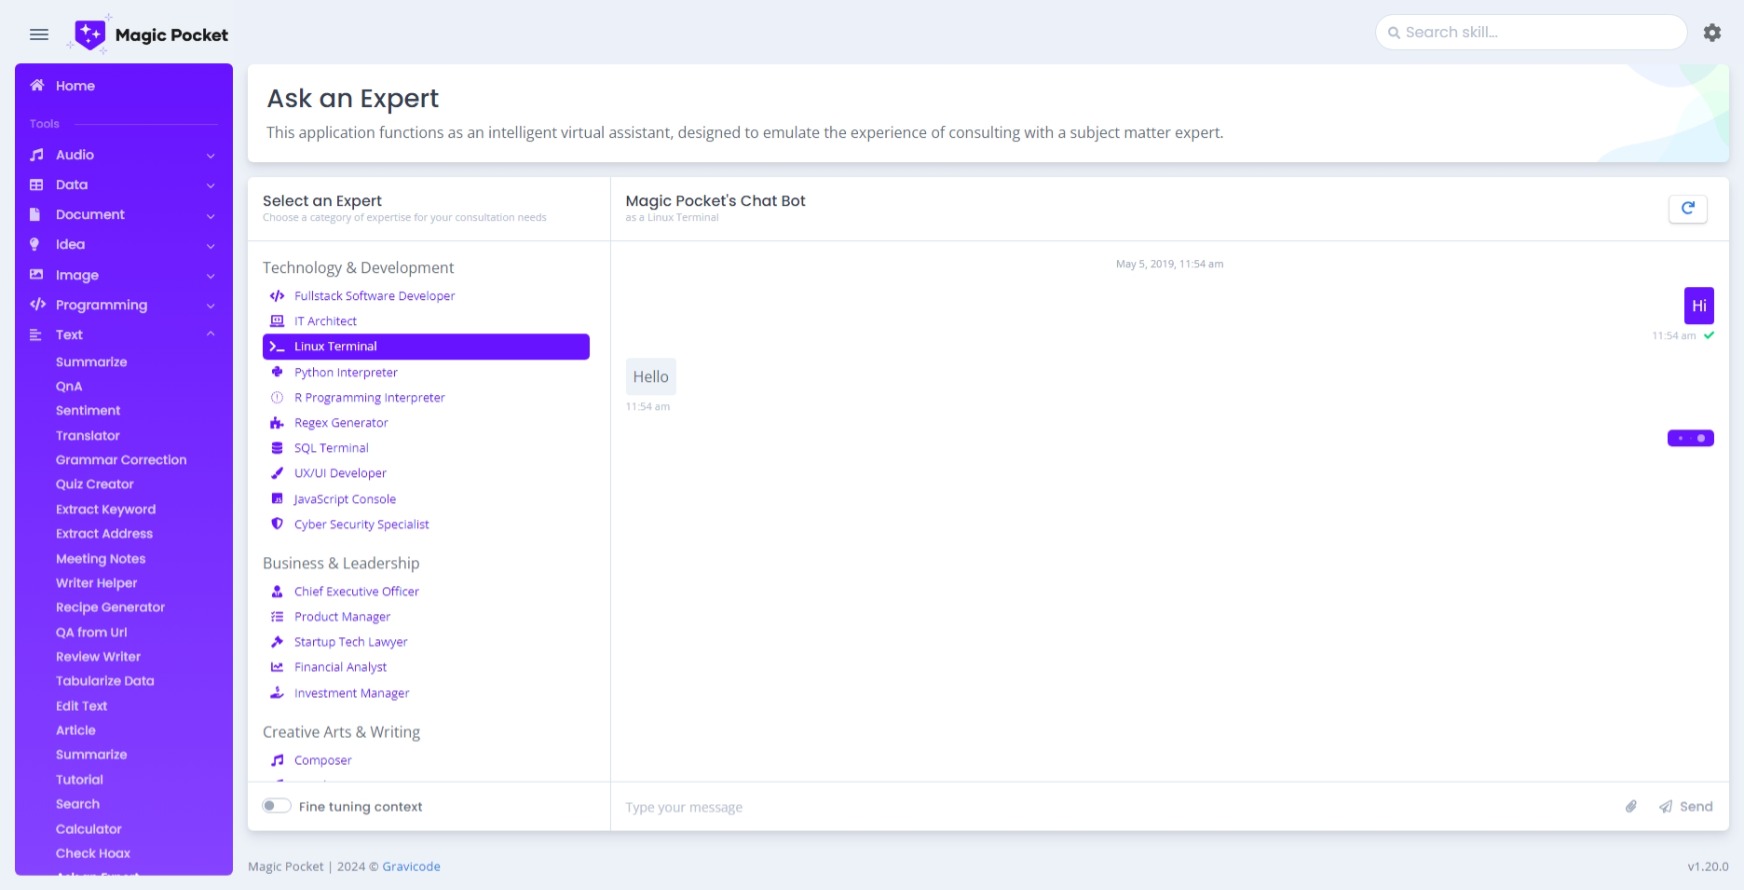 Magic Pocket
Search skill...
Home
Tools
Audio
Data
Document
Idea
Image
Programming
Text
Summarize
QnA
Sentiment
Translator
Grammar Correction
Quiz Creator
Extract Keyword
Extract Address
Meeting Notes
Writer Helper
Recipe Generator
QA from Url
Review Writer
Tabularize Data
Edit Text
Article
Summarize
Tutorial
Search
Calculator
Check Hoax
Ask an Expert
Ask an Expert
This application functions as an intelligent virtual assistant, designed to emulate the experience of consulting with a subject matter expert.
Select an Expert
Choose a category of expertise for your consultation needs
Technology & Development
Fullstack Software Developer
IT Architect
Linux Terminal
Python Interpreter
R Programming Interpreter
Regex Generator
SQL Terminal
UX/UI Developer
JavaScript Console
Cyber Security Specialist
Business & Leadership
Chief Executive Officer
Product Manager
Startup Tech Lawyer
Financial Analyst
Investment Manager
Creative Arts & Writing
Composer
Fine tuning context
Magic Pocket's Chat Bot
as a Linux Terminal
May 5, 2019, 11:54 am
Hi
11:54 am
Hello
11:54 am
Type your message
Send
Magic Pocket | 2024 © Gravicode
v1.20.0